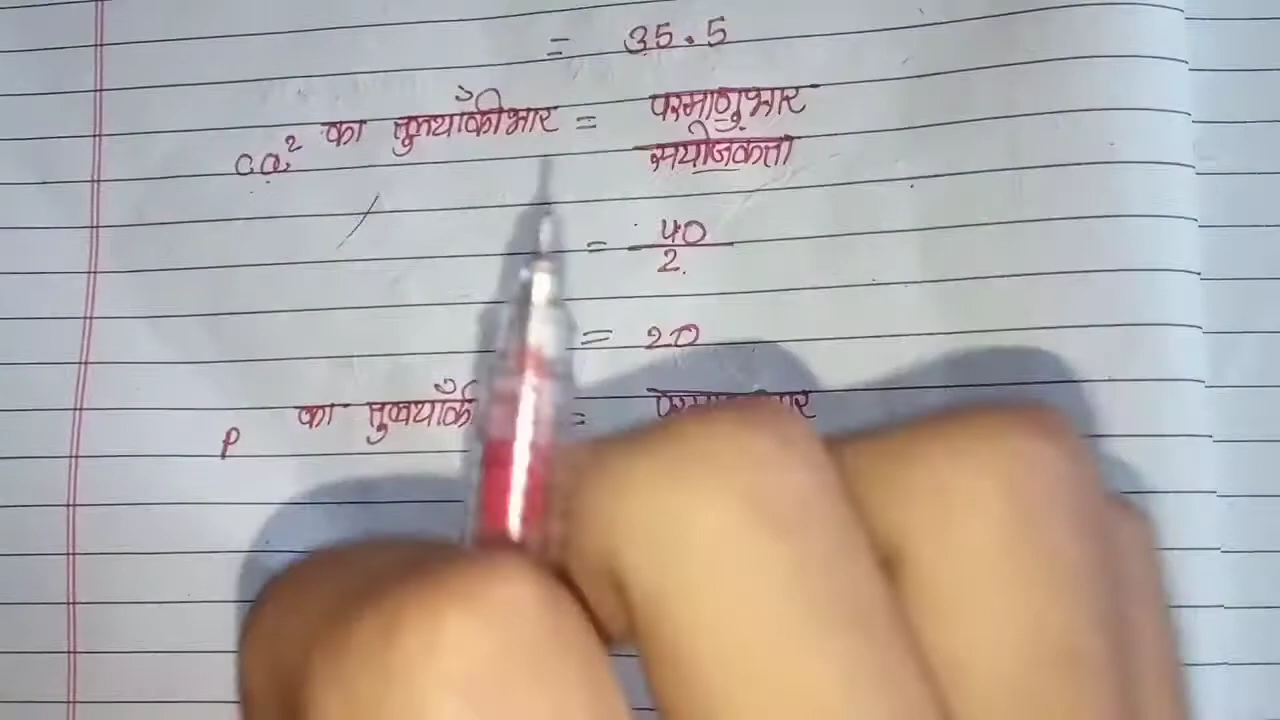 = 35.5
Ca² का तुल्याँकीभार = परमाणुभार
संयोजकता
= 40
2
= 20
P का =